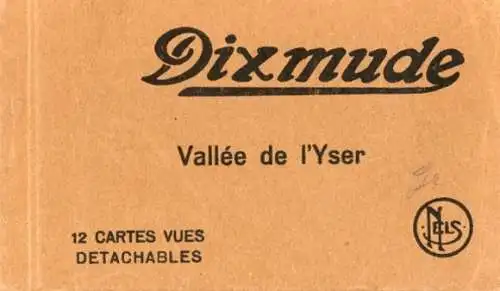 Dixmude
Vallée de l'Yser
NELS
12 CARTES VUES
DETACHABLES